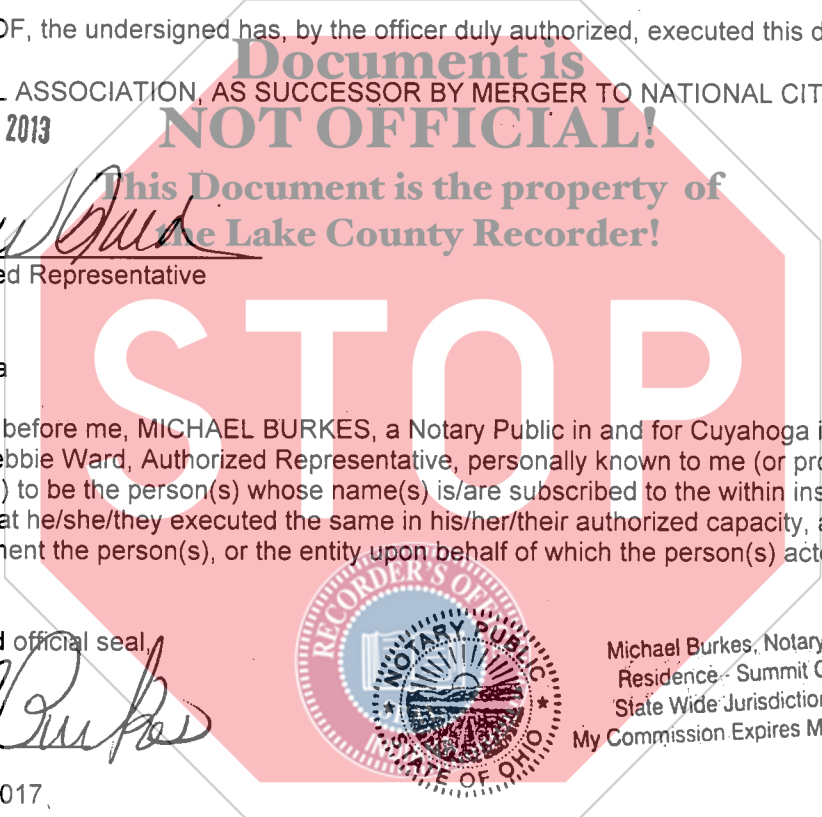 OF, the undersigned has, by the officer duly authorized, executed this d
Document is
L ASSOCIATION, AS SUCCESSOR BY MERGER TO NATIONAL CIT
2013
NOT OFFICIAL!
This Document is the property of
the Lake County Recorder!
Ward
ed Representative
STOP
a
before me, MICHAEL BURKES, a Notary Public in and for Cuyahoga
bbie Ward, Authorized Representative, personally known to me (or pro
) to be the person(s) whose name(s) is/are subscribed to the within ins
at he/she/they executed the same in his/her/their authorized capacity, a
ment the person(s), or the entity upon behalf of which the person(s) act
RECORDER'S
NOTARY PUBLIC
STATE OF OHIO
d official seal,
Burkes
Michael Burkes, Notary
Residence - Summit C
State Wide Jurisdiction
My Commission Expires M
017